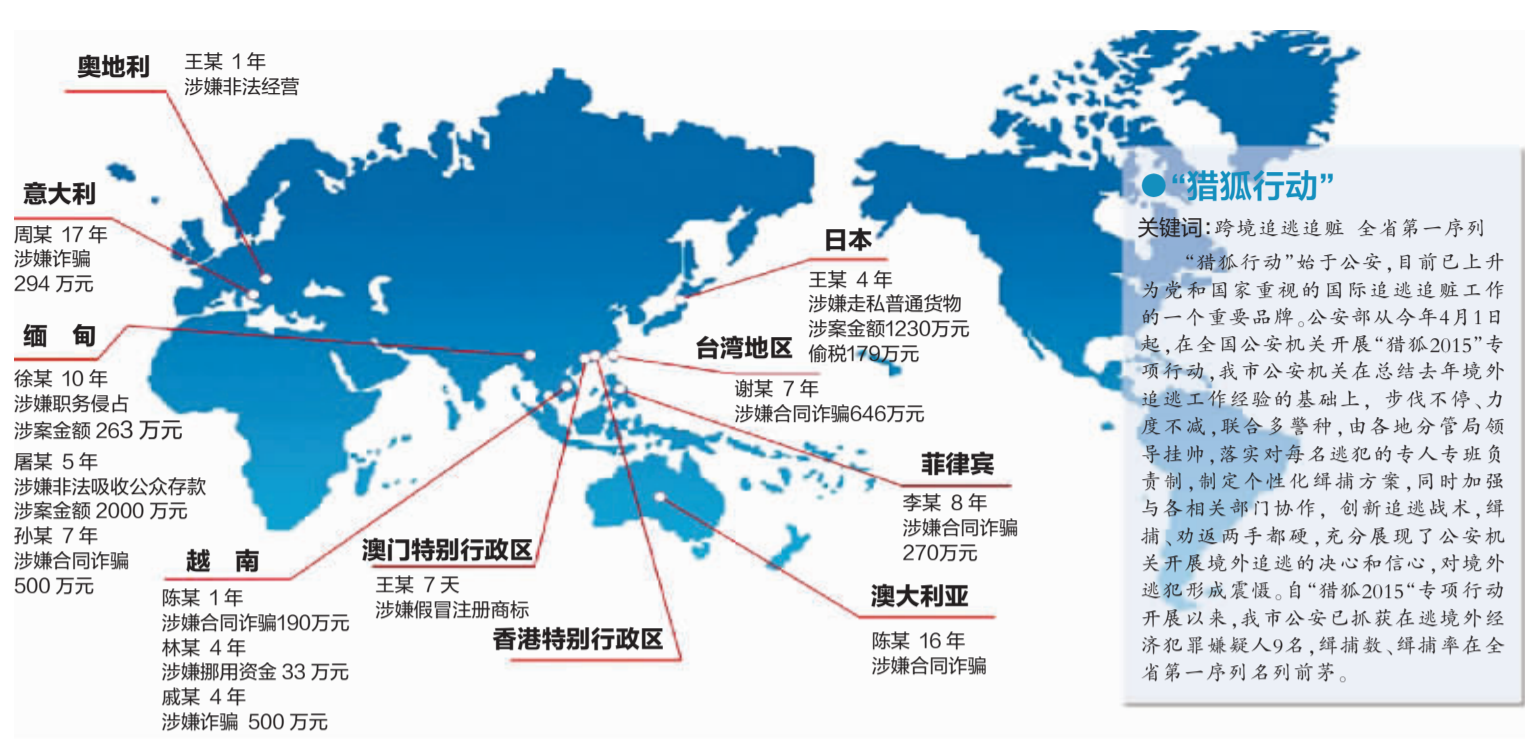 奥地利
王某 1 年
涉嫌非法经营
意大利
周某 17 年
涉嫌诈骗
294 万元
缅 甸
徐某 10 年
涉嫌职务侵占
涉案金额 263 万元
屠某 5 年
涉嫌非法吸收公众存款
涉案金额 2000 万元
孙某 7 年
涉嫌合同诈骗
500 万元
越 南
陈某 1 年
涉嫌合同诈骗190万元
林某 4 年
涉嫌挪用资金 33 万元
戚某 4 年
涉嫌诈骗 500 万元
澳门特别行政区
王某 7 天
涉嫌假冒注册商标
香港特别行政区
日本
王某 4 年
涉嫌走私普通货物
涉案金额1230万元
偷税179万元
台湾地区
谢某 7 年
涉嫌合同诈骗646万元
菲律宾
李某 8 年
涉嫌合同诈骗
270万元
澳大利亚
陈某 16 年
涉嫌合同诈骗
●“猎狐行动”
关键词:跨境追逃追赃 全省第一序列
“猎狐行动”始于公安,目前已上升
为党和国家重视的国际追逃追赃工作
的一个重要品牌。公安部从今年4月1日
起,在全国公安机关开展“猎狐2015”专
项行动,我市公安机关在总结去年境外
追逃工作经验的基础上, 步伐不停、力
度不减,联合多警种,由各地分管局领
导挂帅,落实对每名逃犯的专人专班负
责制,制定个性化缉捕方案,同时加强
与各相关部门协作, 创新追逃战术,缉
捕、劝返两手都硬,充分展现了公安机
关开展境外追逃的决心和信心,对境外
逃犯形成震慑。自“猎狐2015“专项行动
开展以来,我市公安已抓获在逃境外经
济犯罪嫌疑人9名,缉捕数、缉捕率在全
省第一序列名列前茅。